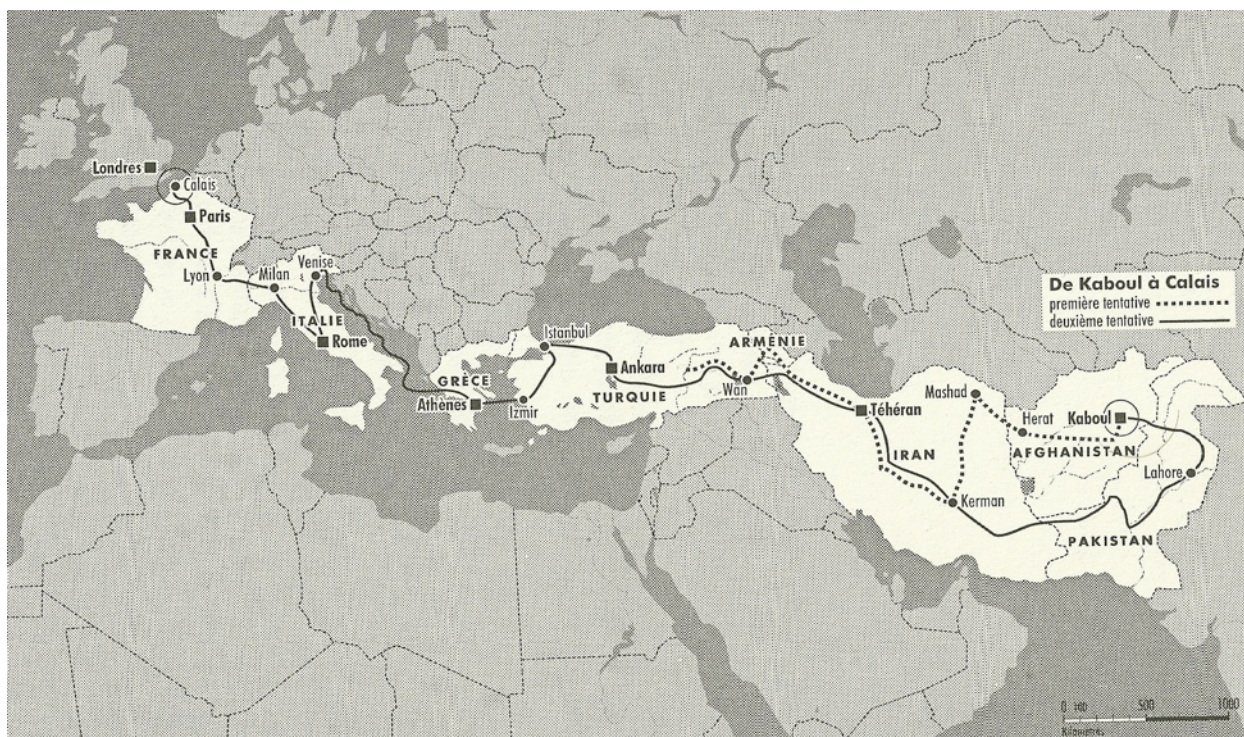 Londres
Calais
Paris
FRANCE
Lyon
Milan
Venise
ITALIE
Rome
GRÈCE
Athènes
Izmir
Istanbul
Ankara
TURQUIE
ARMÉNIE
Wan
Téhéran
IRAN
Kerman
Mashad
Herat
Kaboul
AFGHANISTAN
Lahore
PAKISTAN
De Kaboul à Calais
première tentative
deuxième tentative
0 100 500 1000
Kilomètres